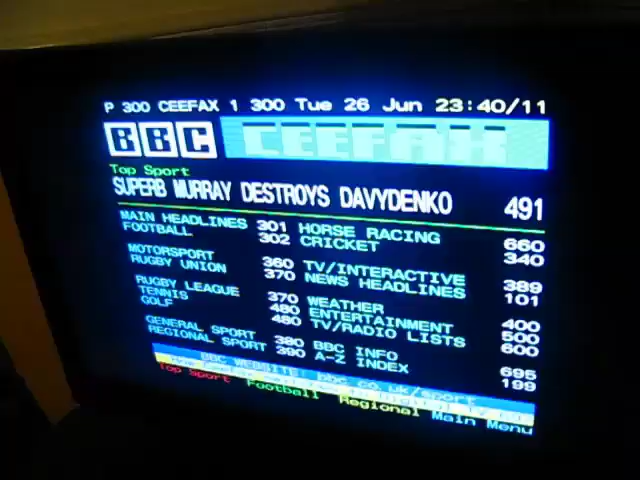 P 300 CEEFAX 1 300 Tue 26 Jun 23:40/11
BBC CEEFAX
Top Sport
SUPERB MURRAY DESTROYS DAVYDENKO 491
MAIN HEADLINES 301 HORSE RACING 660
FOOTBALL 302 CRICKET 340
MOTORSPORT 360 TV/INTERACTIVE 389
RUGBY UNION 370 NEWS HEADLINES 101
RUGBY LEAGUE 370 WEATHER 400
TENNIS 480 ENTERTAINMENT 500
GOLF 480 TV/RADIO LISTS 600
GENERAL SPORT 380 BBC INFO 695
REGIONAL SPORT 390 A-Z INDEX 199
BBC WEBSITE: bbc.co.uk/sport
Top Sport Football Regional Main Menu